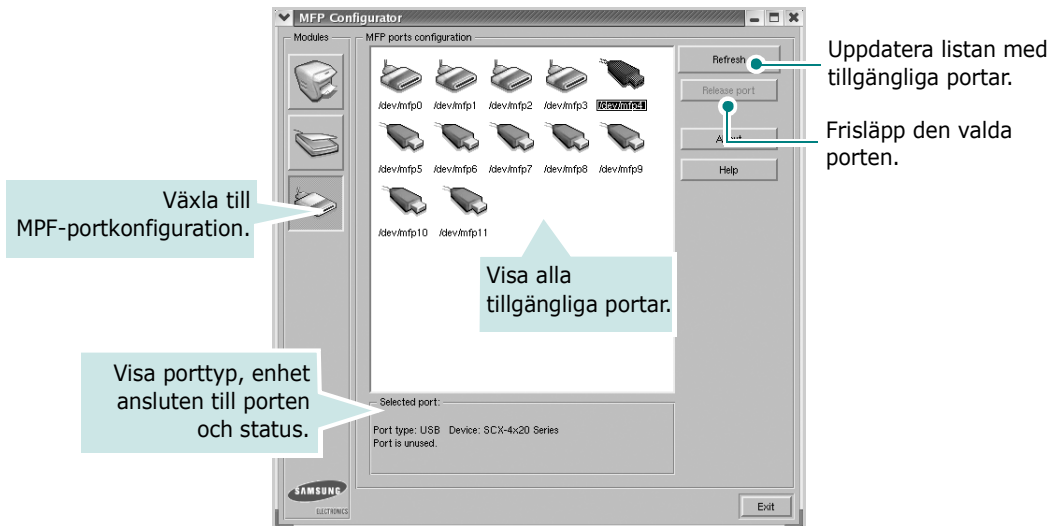 MFP Configurator
Modules
MFP ports configuration
/dev/mfp0 /dev/mfp1 /dev/mfp2 /dev/mfp3 /dev/mfp4
/dev/mfp5 /dev/mfp6 /dev/mfp7 /dev/mfp8 /dev/mfp9
/dev/mfp10 /dev/mfp11
Refresh
Release port
About
Help
Uppdatera listan med
tillgängliga portar.
Frisläpp den valda
porten.
Växla till
MPF-portkonfiguration.
Visa alla
tillgängliga portar.
Visa porttyp, enhet
ansluten till porten
och status.
Selected port:
Port type: USB Device: SCX-4x20 Series
Port is unused.
SAMSUNG
ELECTRONICS
Exit